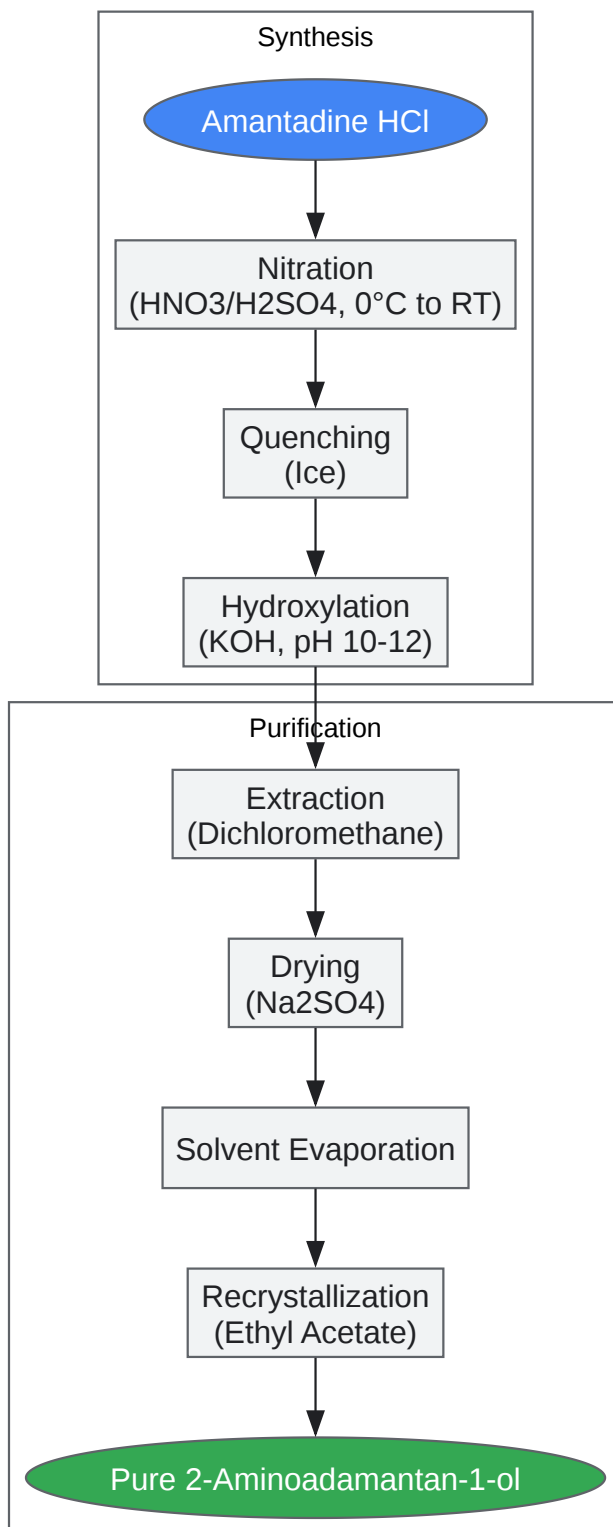 Synthesis
Amantadine HCl
Nitration
(HNO3/H2SO4, 0°C to RT)
Quenching
(Ice)
Hydroxylation
(KOH, pH 10-12)
Purification
Extraction
(Dichloromethane)
Drying
(Na2SO4)
Solvent Evaporation
Recrystallization
(Ethyl Acetate)
Pure 2-Aminoadamantan-1-ol